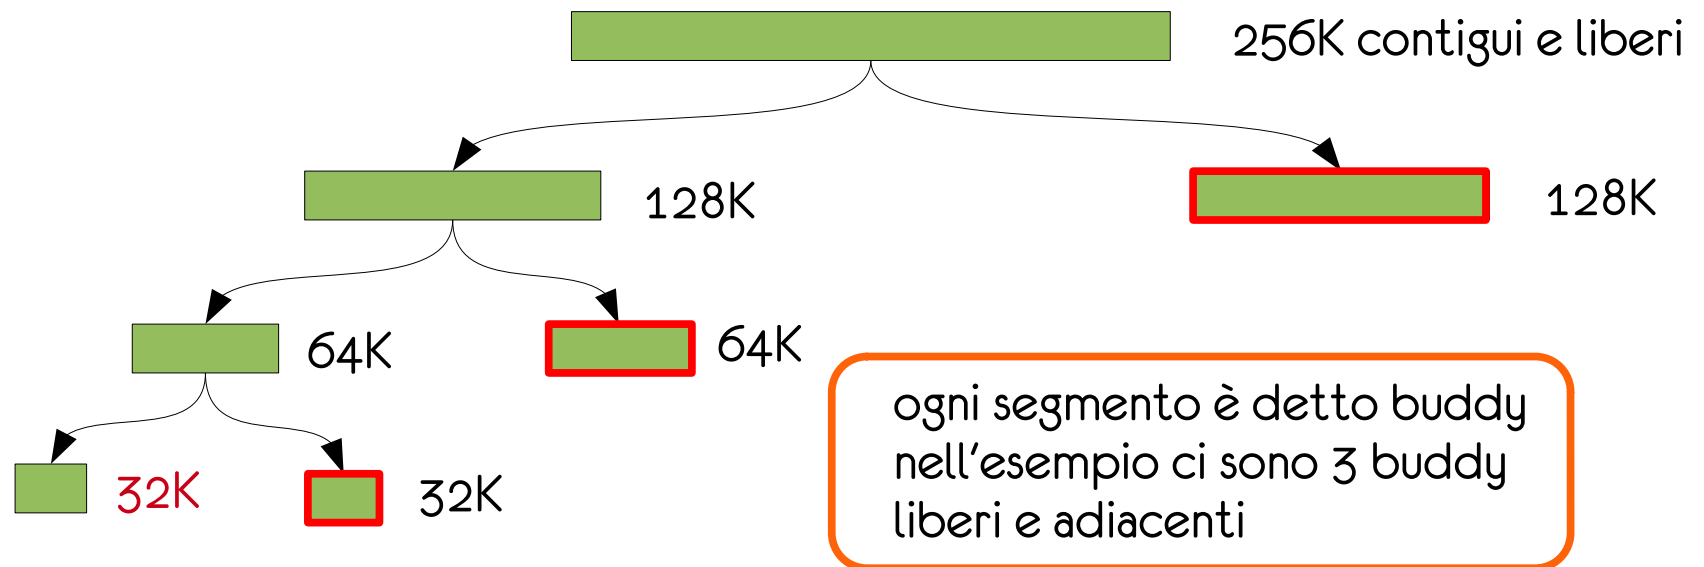 256K contigui e liberi
128K
128K
64K
64K
32K
32K
ogni segmento è detto buddy
nell'esempio ci sono 3 buddy
liberi e adiacenti